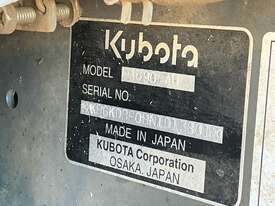 Kubota
MODEL
SERIAL NO.
MADE IN JAPAN
KUBOTA Corporation
OSAKA, JAPAN